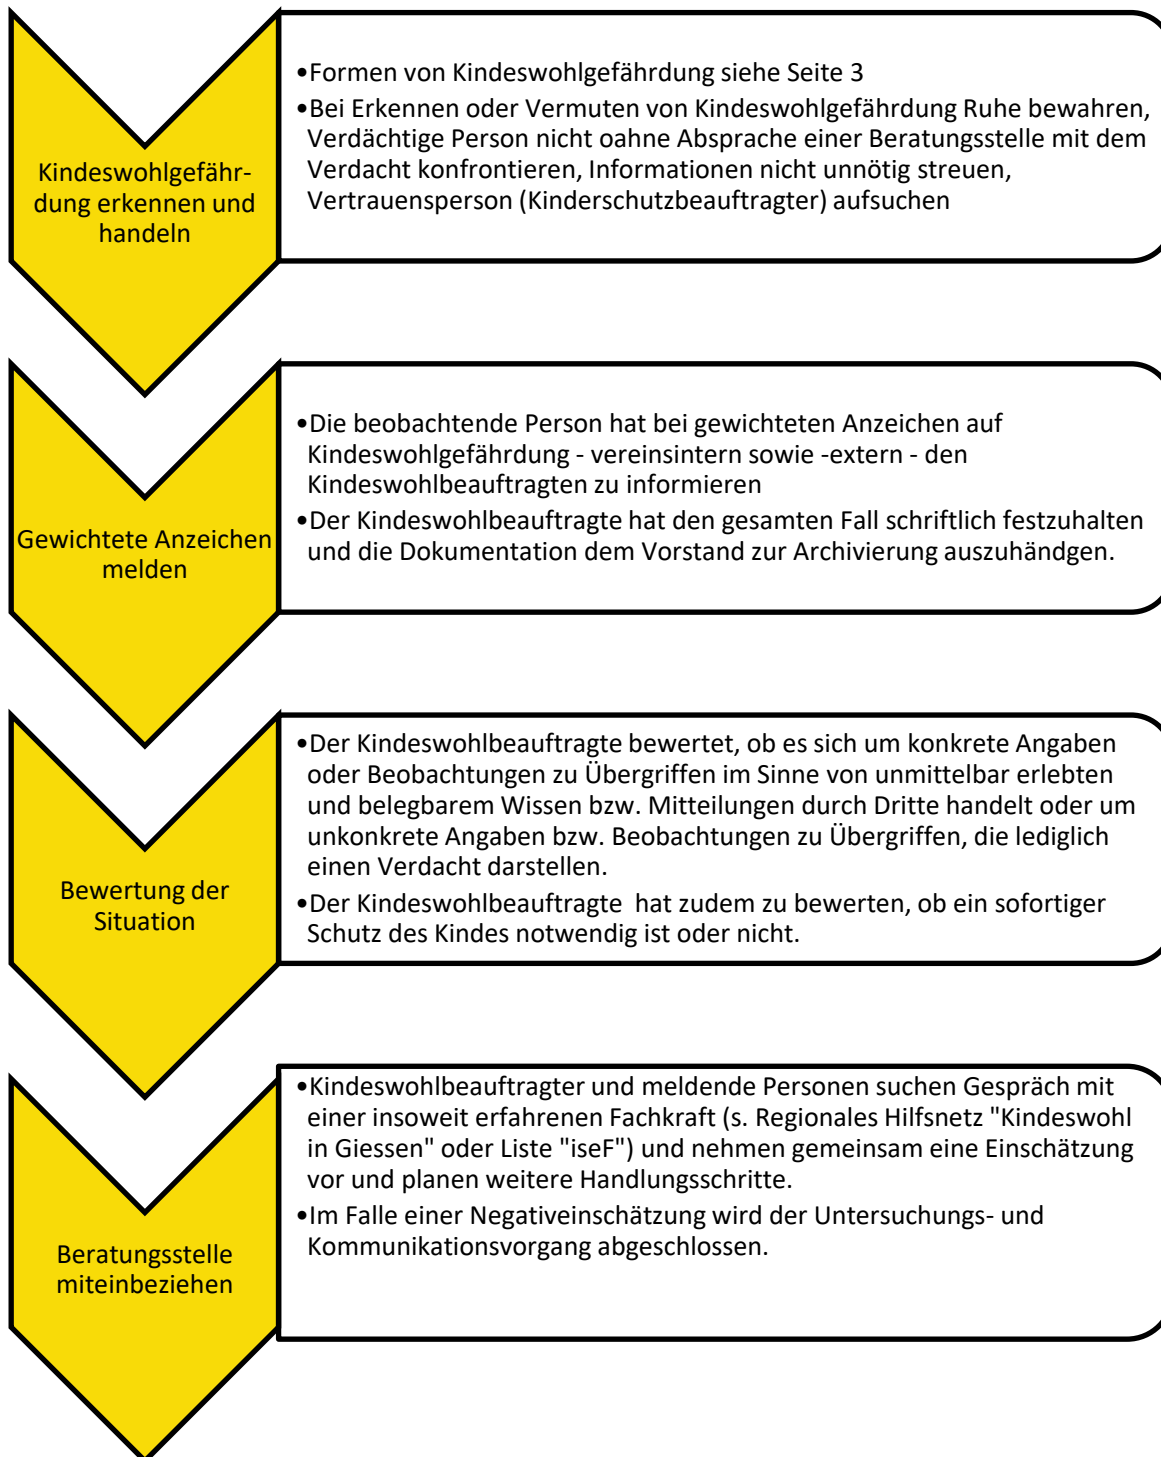 Kindeswohlgefähr-
dung erkennen und
handeln
•Formen von Kindeswohlgefährdung siehe Seite 3
•Bei Erkennen oder Vermuten von Kindeswohlgefährdung Ruhe bewahren,
Verdächtige Person nicht oahne Absprache einer Beratungsstelle mit dem
Verdacht konfrontieren, Informationen nicht unnötig streuen,
Vertrauensperson (Kinderschutzbeauftragter) aufsuchen
Gewichtete Anzeichen
melden
•Die beobachtende Person hat bei gewichteten Anzeichen auf
Kindeswohlgefährdung - vereinsintern sowie -extern - den
Kindeswohlbeauftragten zu informieren
•Der Kindeswohlbeauftragte hat den gesamten Fall schriftlich festzuhalten
und die Dokumentation dem Vorstand zur Archivierung auszuhändgen.
Bewertung der
Situation
•Der Kindeswohlbeauftragte bewertet, ob es sich um konkrete Angaben
oder Beobachtungen zu Übergriffen im Sinne von unmittelbar erlebten
und belegbarem Wissen bzw. Mitteilungen durch Dritte handelt oder um
unkonkrete Angaben bzw. Beobachtungen zu Übergriffen, die lediglich
einen Verdacht darstellen.
•Der Kindeswohlbeauftragte  hat zudem zu bewerten, ob ein sofortiger
Schutz des Kindes notwendig ist oder nicht.
Beratungsstelle
miteinbeziehen
•Kindeswohlbeauftragter und meldende Personen suchen Gespräch mit
einer insoweit erfahrenen Fachkraft (s. Regionales Hilfsnetz "Kindeswohl
in Giessen" oder Liste "iseF") und nehmen gemeinsam eine Einschätzung
vor und planen weitere Handlungsschritte.
•Im Falle einer Negativeinschätzung wird der Untersuchungs- und
Kommunikationsvorgang abgeschlossen.